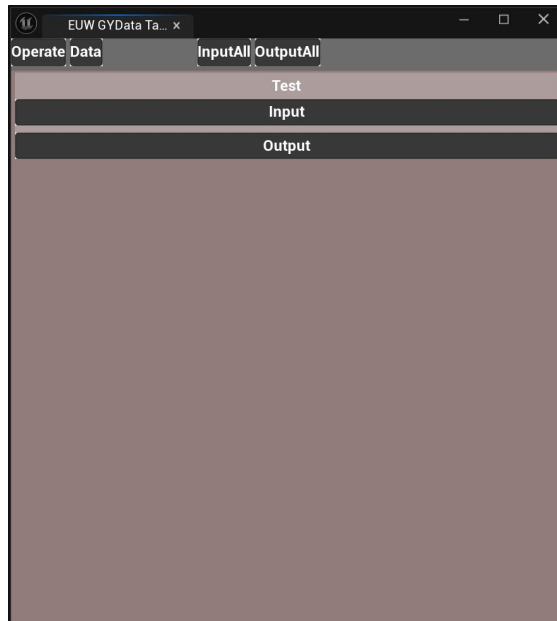 EUW GYData Ta...
Operate Data InputAll OutputAll
Test
Input
Output